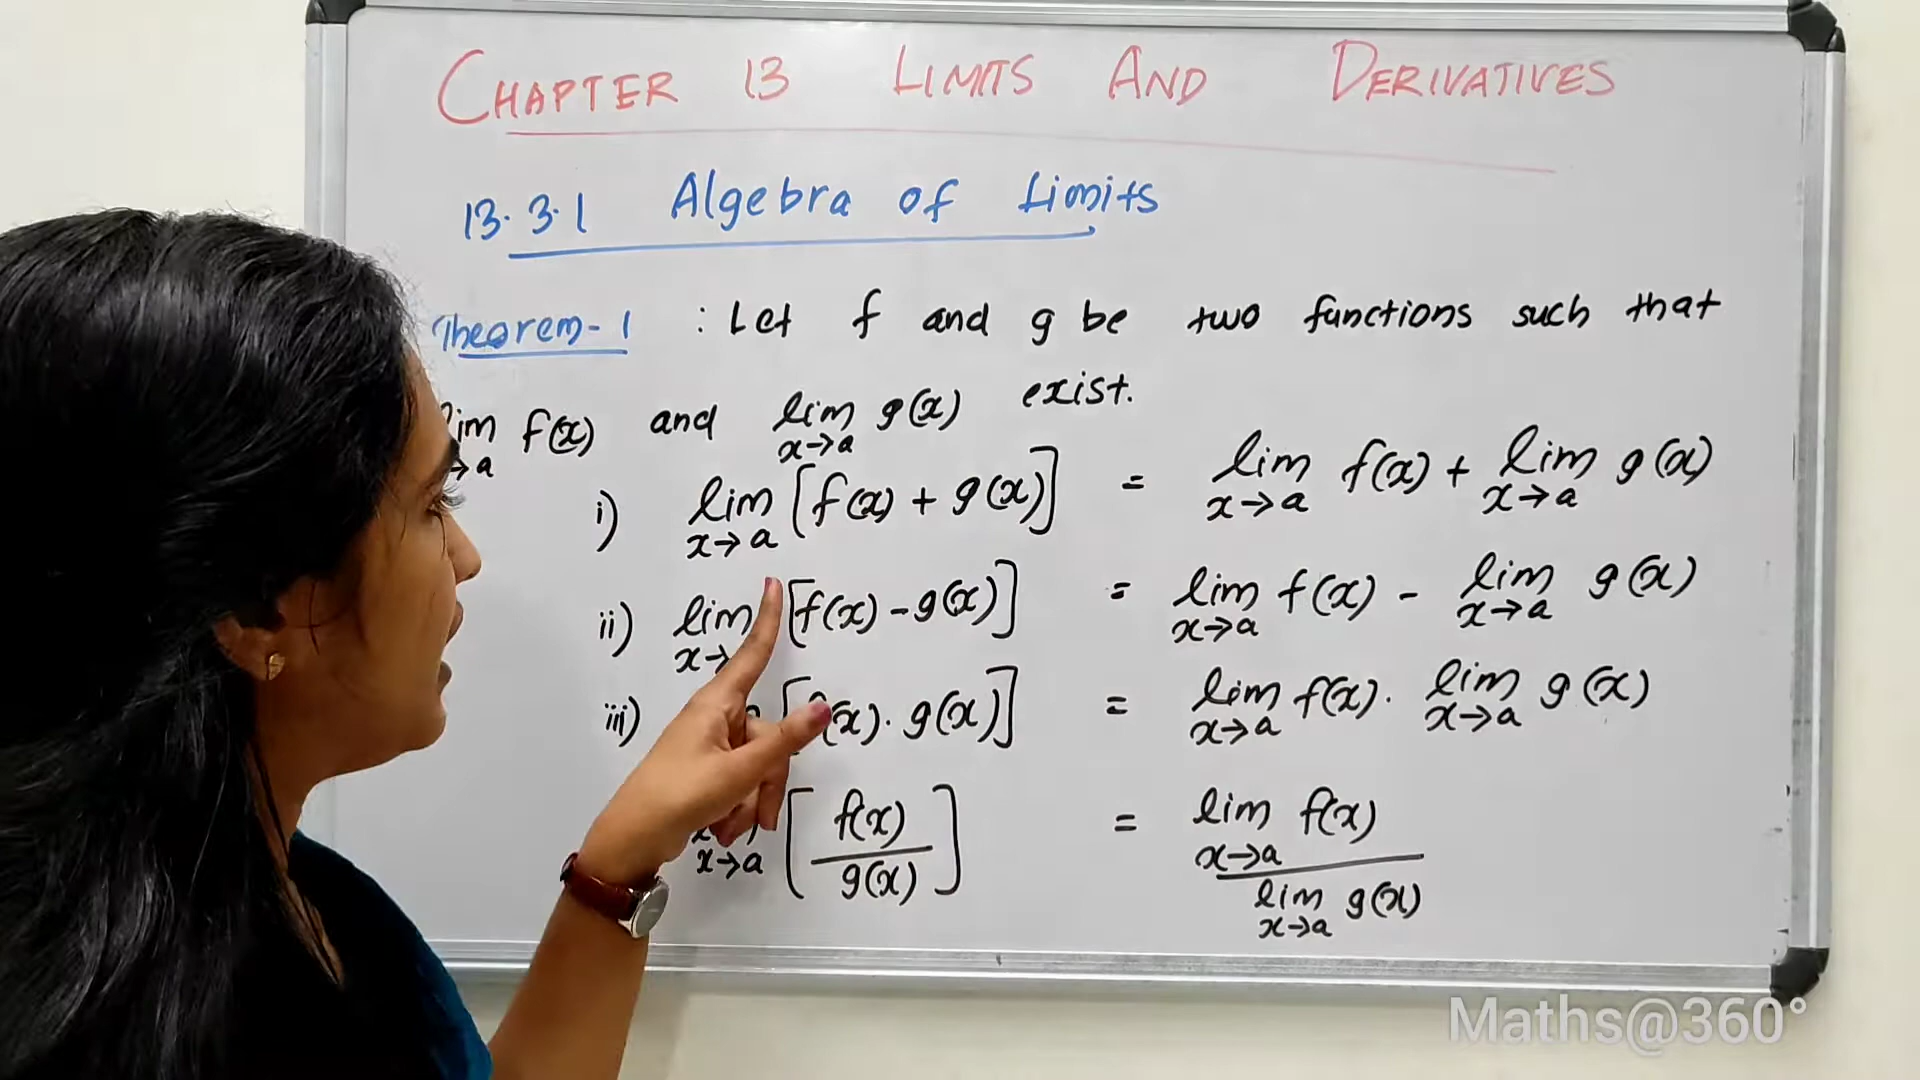 CHAPTER 13 LIMITS AND DERIVATIVES
13.3.1 Algebra of Limits
Theorem-1 : Let f and g be two functions such that
lim f(x) and lim g(x) exist.
→a x→a
i) lim [f(x) + g(x)] = lim f(x) + lim g(x)
x→a x→a x→a
ii) lim [f(x) - g(x)] = lim f(x) - lim g(x)
x→ x→a x→a
iii) [f(x). g(x)] = lim f(x). lim g(x)
x→a x→a
x→a [f(x)/g(x)] = lim x→a f(x) / lim x→a g(x)
Maths@360°